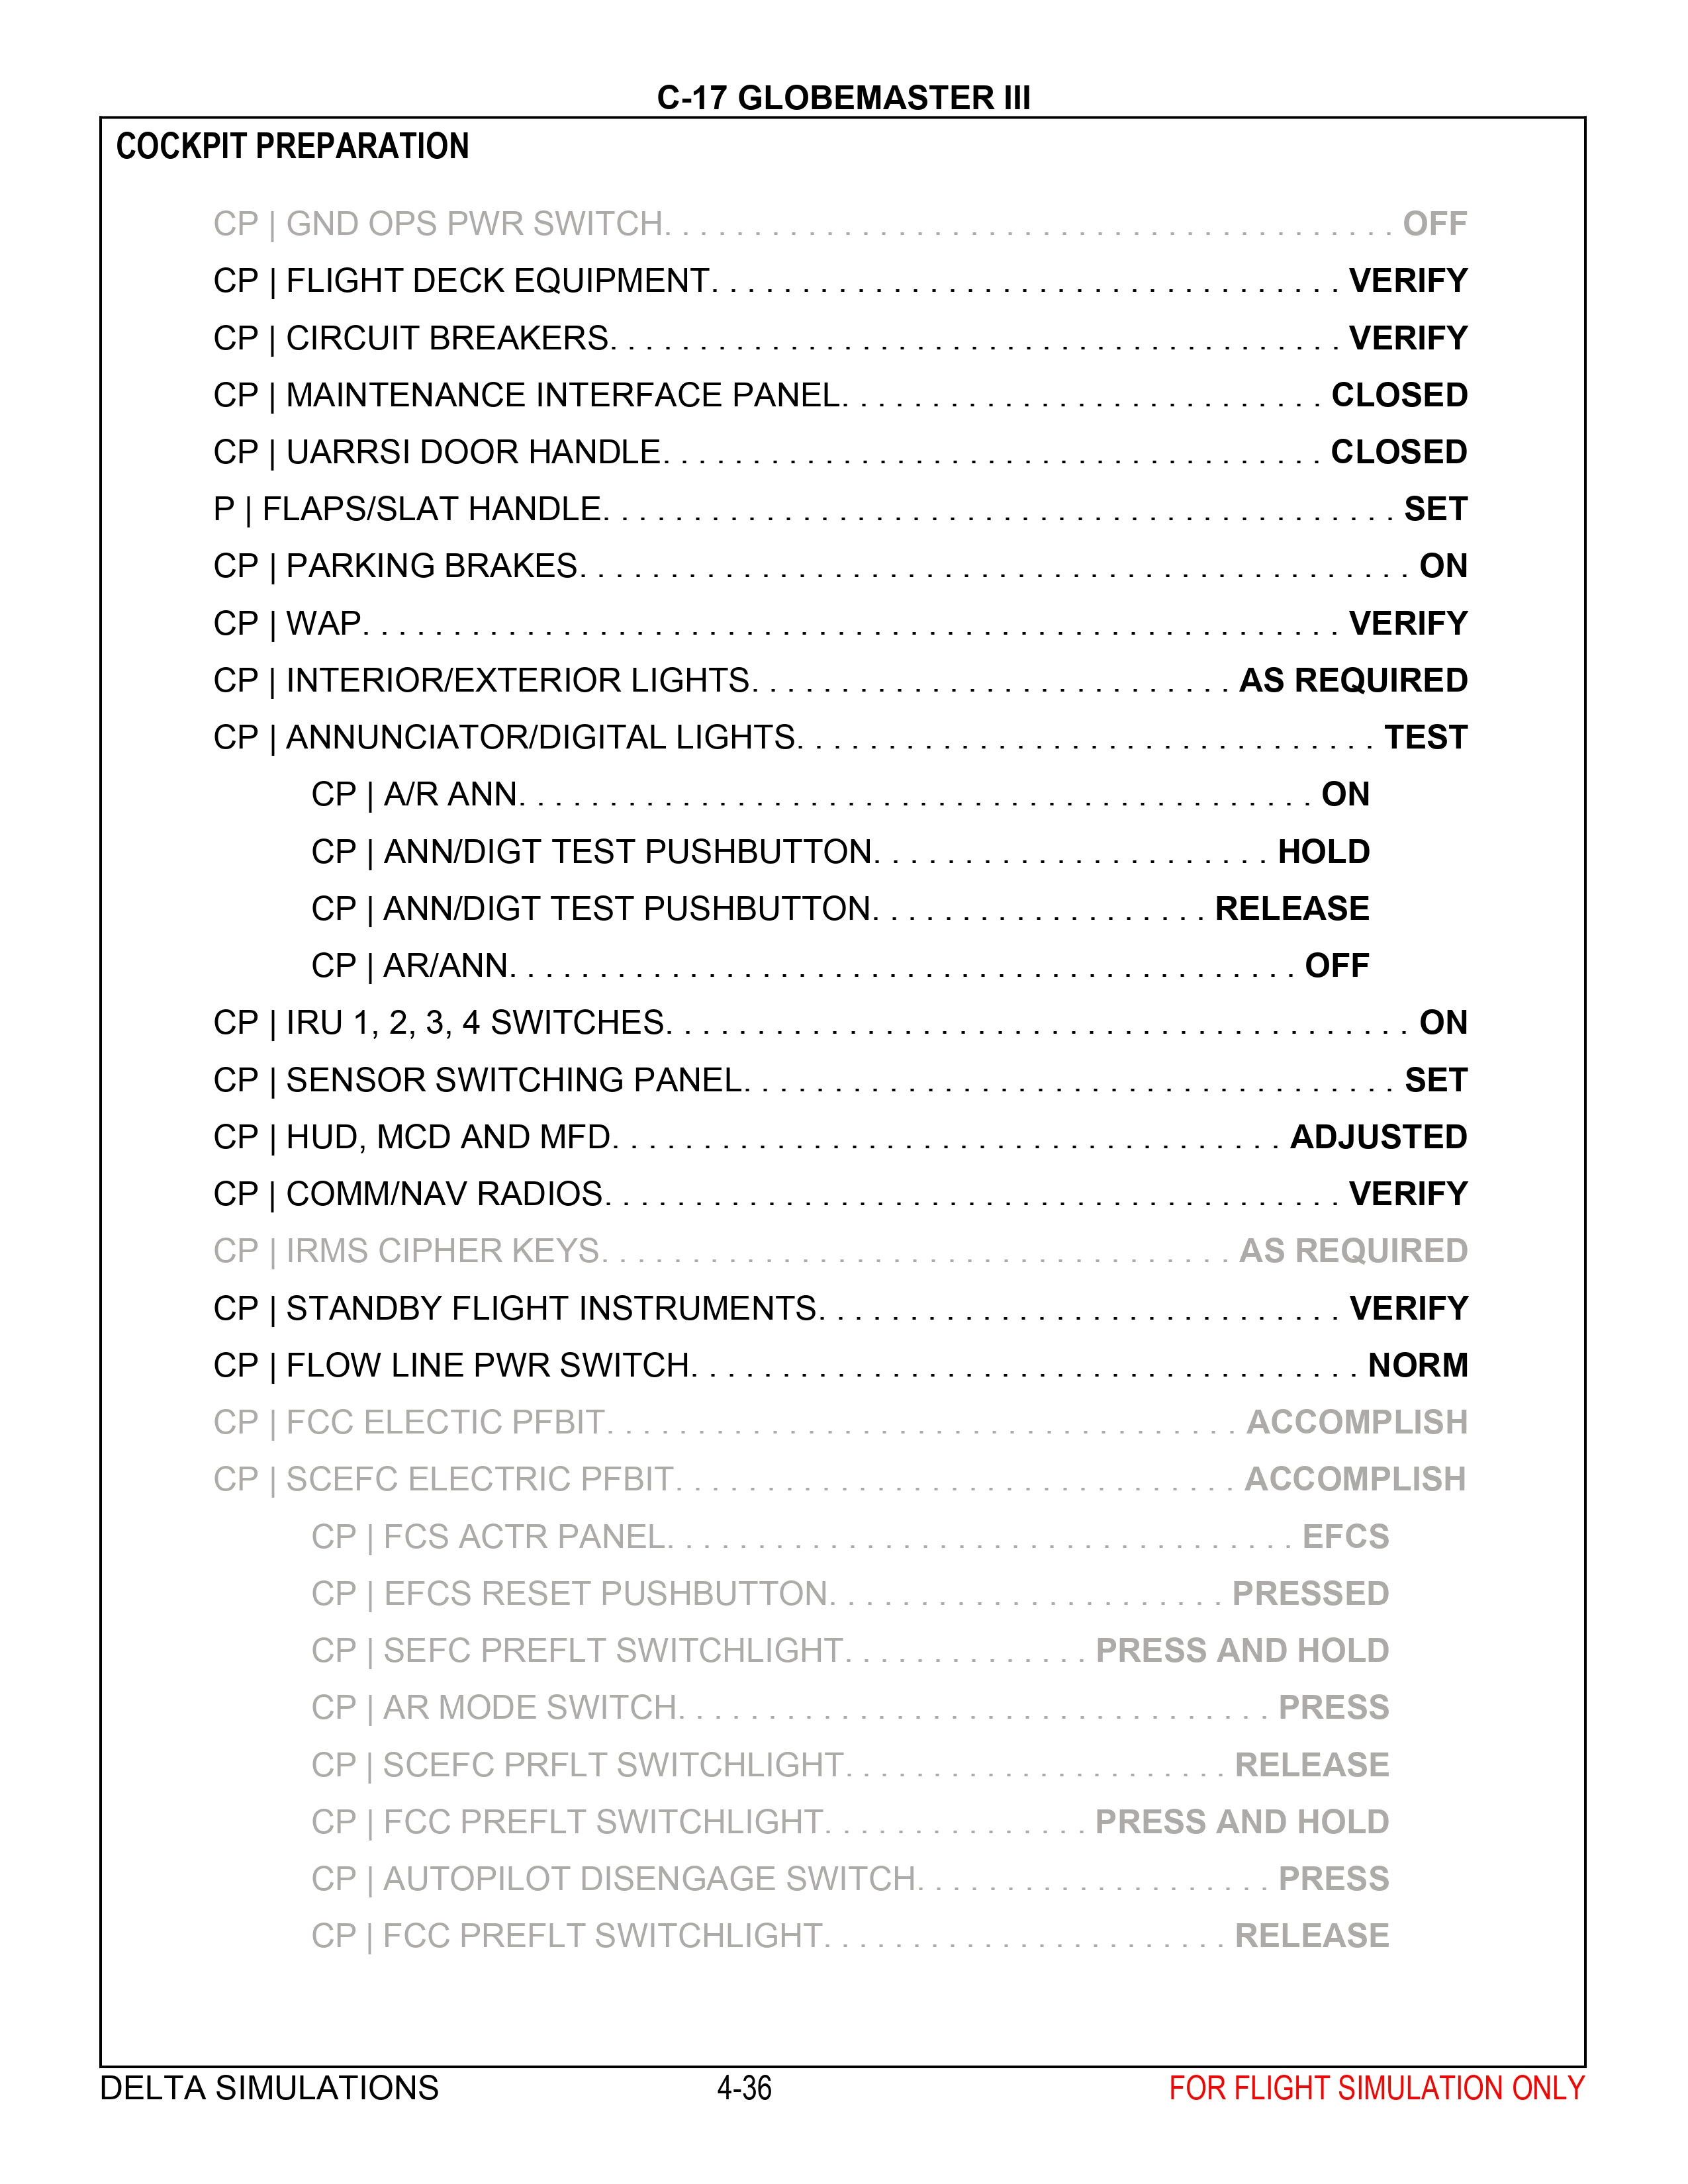 C-17 GLOBEMASTER III
COCKPIT PREPARATION
CP | GND OPS PWR SWITCH. . . . . . . . . . . . . . . . . . . . . . . . . . . . . . . . . . . . . . . . OFF
CP | FLIGHT DECK EQUIPMENT. . . . . . . . . . . . . . . . . . . . . . . . . . . . . . . . . . . VERIFY
CP | CIRCUIT BREAKERS. . . . . . . . . . . . . . . . . . . . . . . . . . . . . . . . . . . . . . . . VERIFY
CP | MAINTENANCE INTERFACE PANEL. . . . . . . . . . . . . . . . . . . . . . . . . . . CLOSED
CP | UARRSI DOOR HANDLE. . . . . . . . . . . . . . . . . . . . . . . . . . . . . . . . . . . . . CLOSED
P | FLAPS/SLAT HANDLE. . . . . . . . . . . . . . . . . . . . . . . . . . . . . . . . . . . . . . . . . . . . SET
CP | PARKING BRAKES. . . . . . . . . . . . . . . . . . . . . . . . . . . . . . . . . . . . . . . . . . . . . . ON
CP | WAP. . . . . . . . . . . . . . . . . . . . . . . . . . . . . . . . . . . . . . . . . . . . . . . . . . . . . . VERIFY
CP | INTERIOR/EXTERIOR LIGHTS. . . . . . . . . . . . . . . . . . . . . . . . . . . AS REQUIRED
CP | ANNUNCIATOR/DIGITAL LIGHTS. . . . . . . . . . . . . . . . . . . . . . . . . . . . . . . . TEST
CP | A/R ANN. . . . . . . . . . . . . . . . . . . . . . . . . . . . . . . . . . . . . . . . . . . . ON
CP | ANN/DIGT TEST PUSHBUTTON. . . . . . . . . . . . . . . . . . . . . . HOLD
CP | ANN/DIGT TEST PUSHBUTTON. . . . . . . . . . . . . . . . . . . RELEASE
CP | AR/ANN. . . . . . . . . . . . . . . . . . . . . . . . . . . . . . . . . . . . . . . . . . . . OFF
CP | IRU 1, 2, 3, 4 SWITCHES. . . . . . . . . . . . . . . . . . . . . . . . . . . . . . . . . . . . . . . . . ON
CP | SENSOR SWITCHING PANEL. . . . . . . . . . . . . . . . . . . . . . . . . . . . . . . . . . . . SET
CP | HUD, MCD AND MFD. . . . . . . . . . . . . . . . . . . . . . . . . . . . . . . . . . . . . ADJUSTED
CP | COMM/NAV RADIOS. . . . . . . . . . . . . . . . . . . . . . . . . . . . . . . . . . . . . . . . VERIFY
CP | IRMS CIPHER KEYS. . . . . . . . . . . . . . . . . . . . . . . . . . . . . . . . . . . AS REQUIRED
CP | STANDBY FLIGHT INSTRUMENTS. . . . . . . . . . . . . . . . . . . . . . . . . . . . . VERIFY
CP | FLOW LINE PWR SWITCH. . . . . . . . . . . . . . . . . . . . . . . . . . . . . . . . . . . . . NORM
CP | FCC ELECTIC PFBIT. . . . . . . . . . . . . . . . . . . . . . . . . . . . . . . . . . . ACCOMPLISH
CP | SCEFC ELECTRIC PFBIT. . . . . . . . . . . . . . . . . . . . . . . . . . . . . . . ACCOMPLISH
CP | FCS ACTR PANEL. . . . . . . . . . . . . . . . . . . . . . . . . . . . . . . . . . . EFCS
CP | EFCS RESET PUSHBUTTON. . . . . . . . . . . . . . . . . . . . . . PRESSED
CP | SEFC PREFLT SWITCHLIGHT. . . . . . . . . . . . . . PRESS AND HOLD
CP | AR MODE SWITCH. . . . . . . . . . . . . . . . . . . . . . . . . . . . . . . . . PRESS
CP | SCEFC PRFLT SWITCHLIGHT. . . . . . . . . . . . . . . . . . . . . RELEASE
CP | FCC PREFLT SWITCHLIGHT. . . . . . . . . . . . . . . PRESS AND HOLD
CP | AUTOPILOT DISENGAGE SWITCH. . . . . . . . . . . . . . . . . . . . PRESS
CP | FCC PREFLT SWITCHLIGHT. . . . . . . . . . . . . . . . . . . . . . . RELEASE
DELTA SIMULATIONS 4-36 FOR FLIGHT SIMULATION ONLY